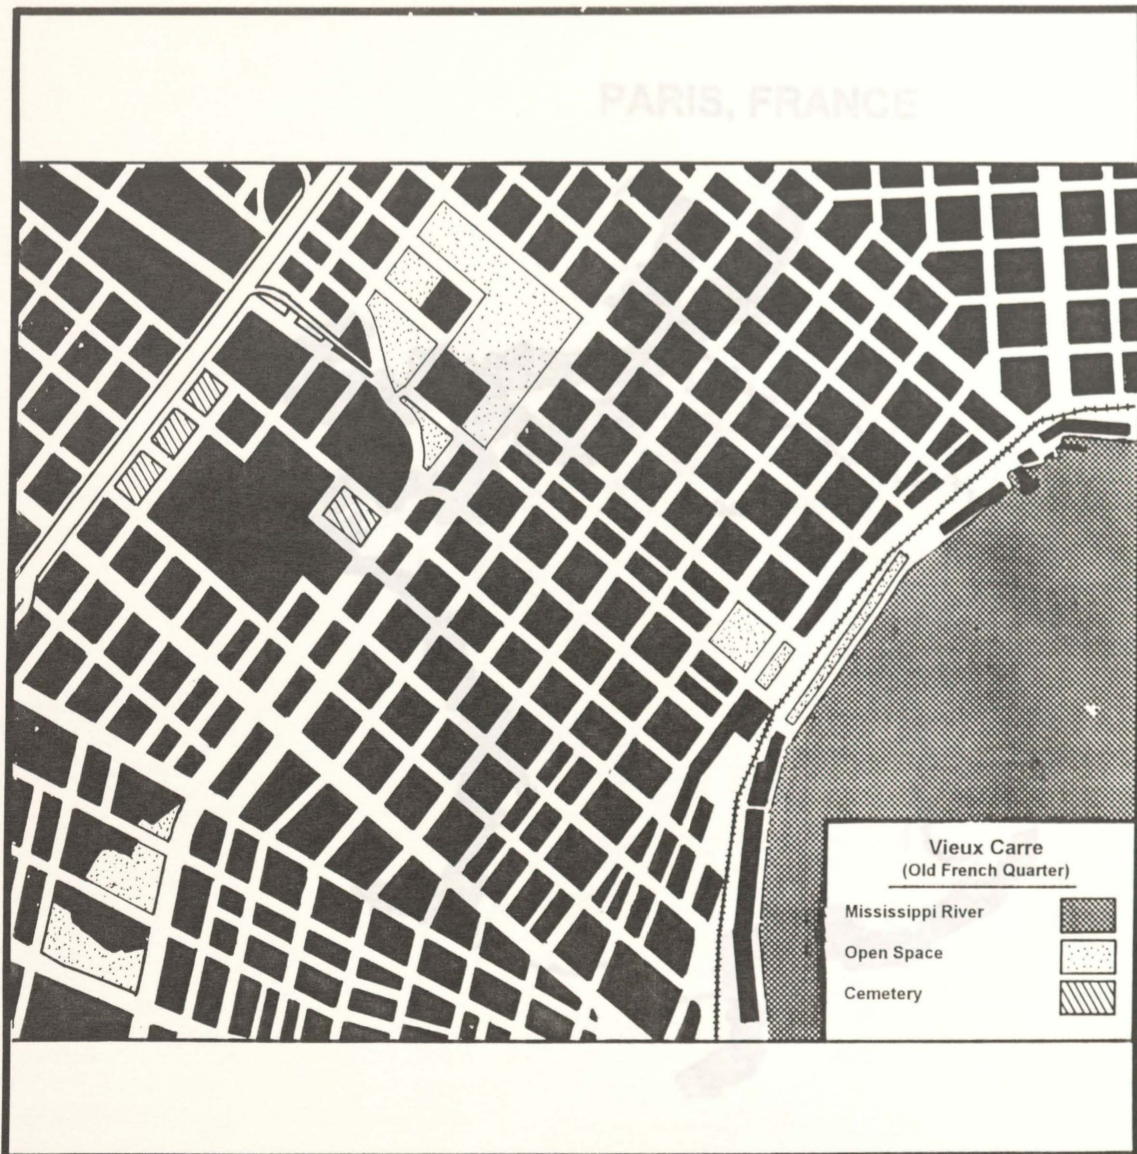 PARIS, FRANCE
Vieux Carre
(Old French Quarter)
Mississippi River
Open Space
Cemetery